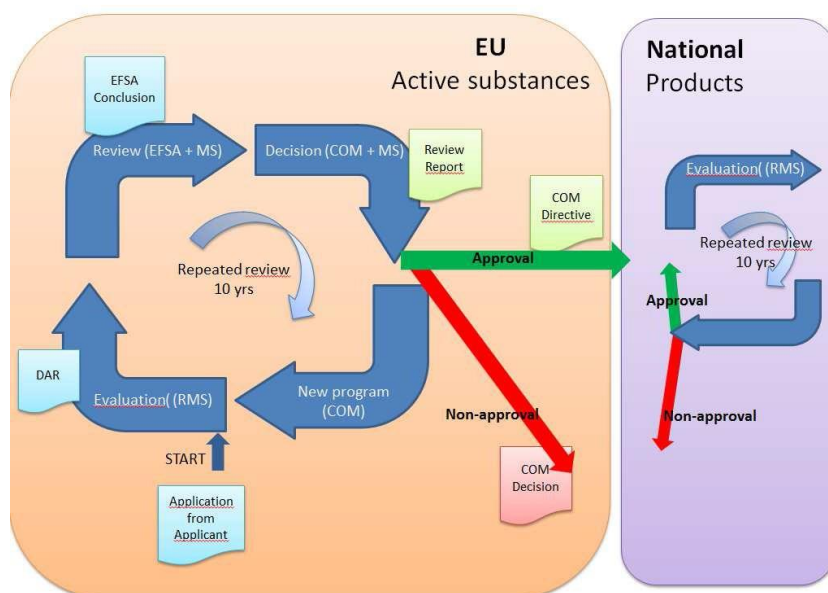 EU
Active substances
National
Products
EFSA
Conclusion
Review (EFSA + MS)
Decision (COM + MS)
Review
Report
COM
Directive
Evaluation( (RMS)
Repeated review
10 yrs
Approval
Repeated review
10 yrs
Approval
DAR
Evaluation( (RMS)
New program
(COM)
Non-approval
Non-approval
START
COM
Decision
Application
from
Applicant